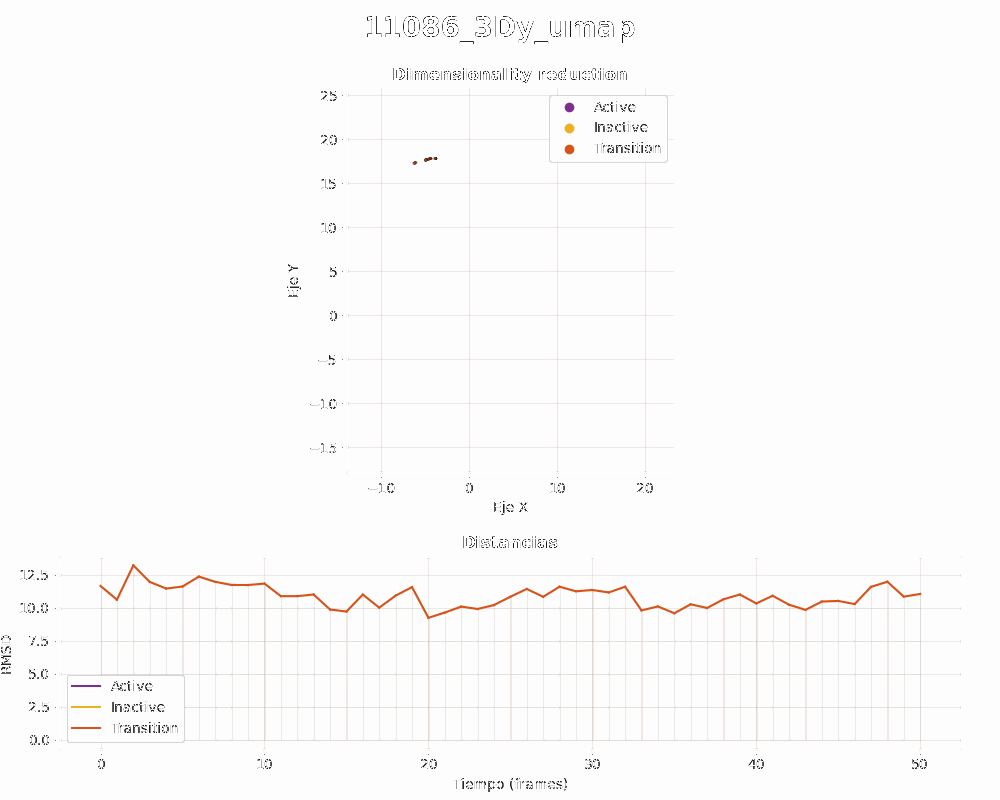 11086_3Dy_umap
Dimensionality reduction
25
20
15
10
5
0
−5
−10
−15
Eje Y
Active
Inactive
Transition
−10 0 10 20
Eje X
Distancias
12.5
10.0
7.5
5.0
2.5
0.0
RMSD
Active
Inactive
Transition
0 10 20 30 40 50
Tiempo (frames)